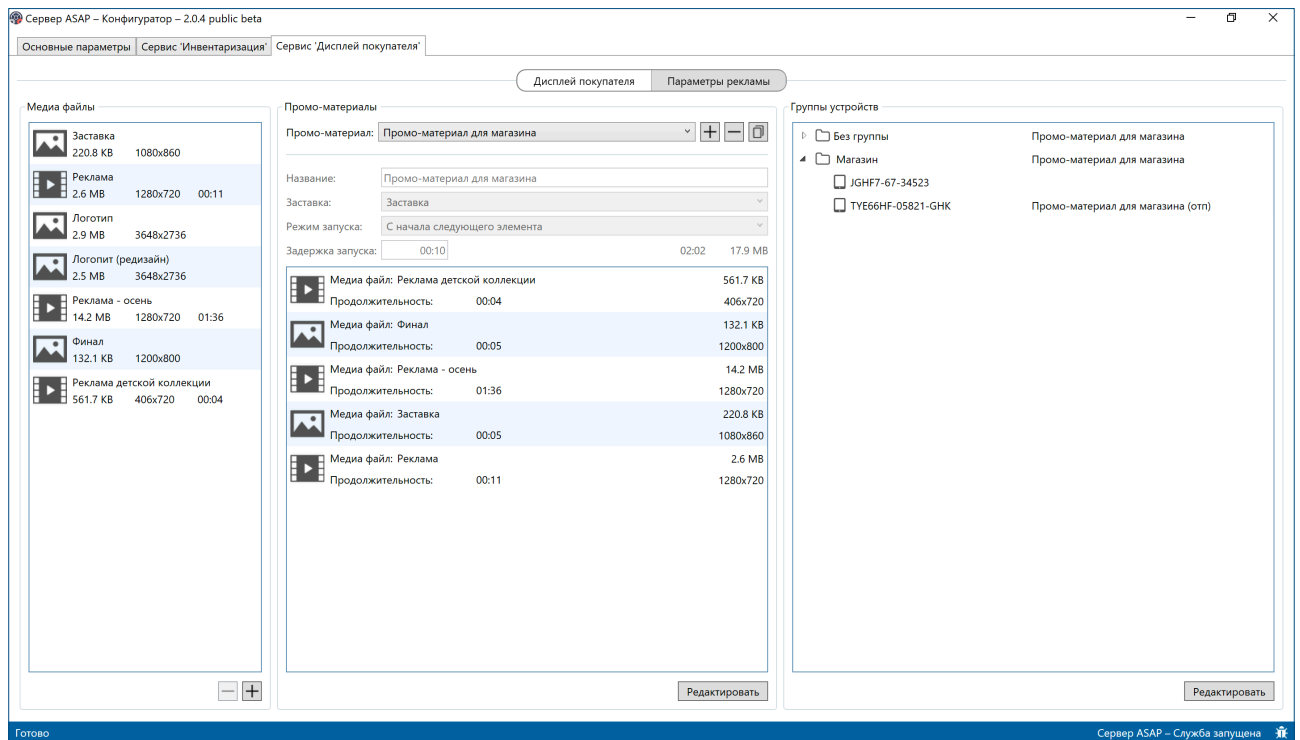 Сервер ASAP – Конфигуратор – 2.0.4 public beta
Основные параметры Сервис 'Инвентаризация' Сервис 'Дисплей покупателя'
Дисплей покупателя Параметры рекламы
Медиа файлы
Заставка
220.8 KB 1080x860
Реклама
2.6 MB 1280x720 00:11
Логотип
2.9 MB 3648x2736
Логопит (редизайн)
2.5 MB 3648x2736
Реклама - осень
14.2 MB 1280x720 01:36
Финал
132.1 KB 1200x800
Реклама детской коллекции
561.7 KB 406x720 00:04
Промо-материалы
Промо-материал: Промо-материал для магазина
Название: Промо-материал для магазина
Заставка: Заставка
Режим запуска: С начала следующего элемента
Задержка запуска: 00:10 02:02 17.9 MB
Медиа файл: Реклама детской коллекции 561.7 KB
Продолжительность: 00:04 406x720
Медиа файл: Финал 132.1 KB
Продолжительность: 00:05 1200x800
Медиа файл: Реклама - осень 14.2 MB
Продолжительность: 01:36 1280x720
Медиа файл: Заставка 220.8 KB
Продолжительность: 00:05 1080x860
Медиа файл: Реклама 2.6 MB
Продолжительность: 00:11 1280x720
Редактировать
Группы устройств
Без группы Промо-материал для магазина
Магазин Промо-материал для магазина
JGHF7-67-34523
TYE66HF-05821-GHK Промо-материал для магазина (отп)
Редактировать
Готово Сервер ASAP – Служба запущена